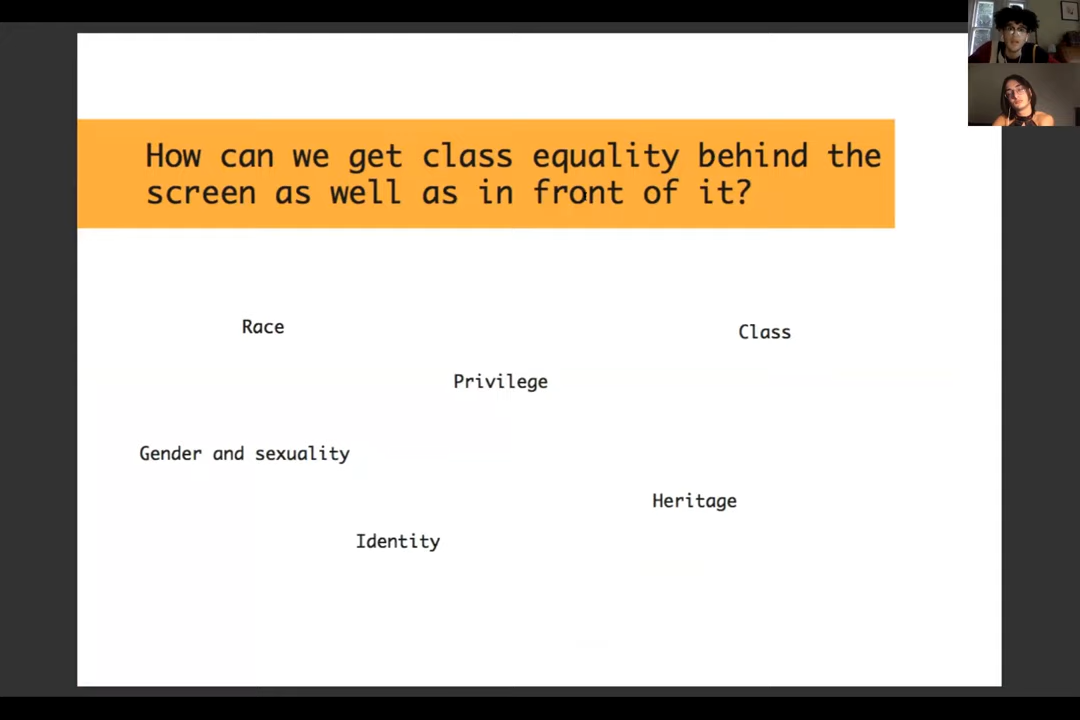 How can we get class equality behind the
screen as well as in front of it?
Race
Class
Privilege
Gender and sexuality
Heritage
Identity